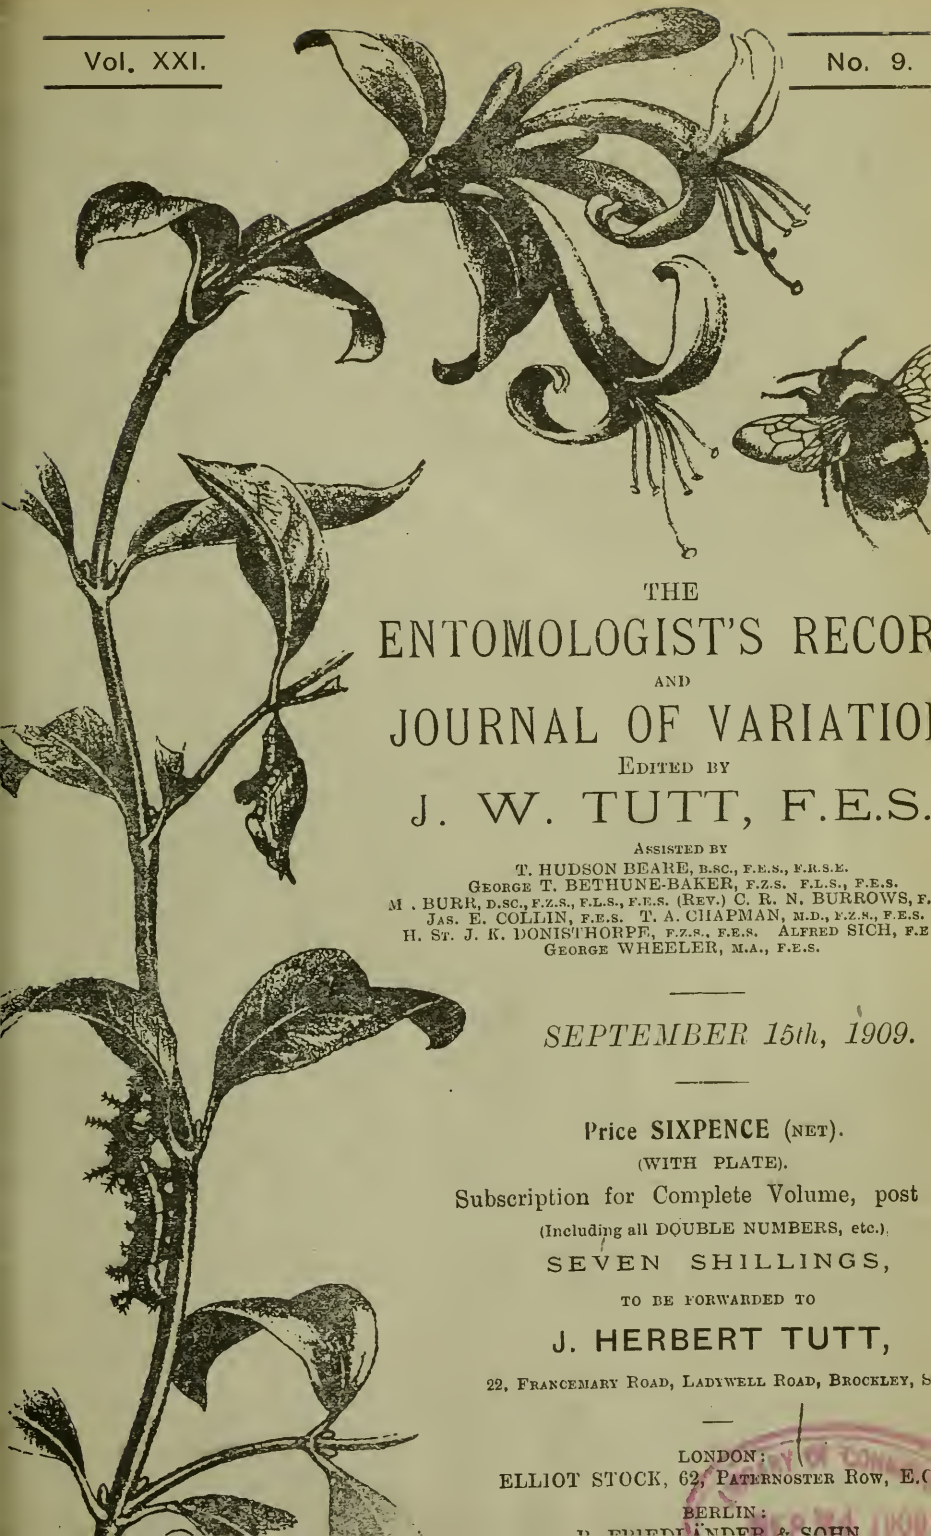 Vol. XXI.
No. 9.
THE
ENTOMOLOGIST'S RECOR
AND
JOURNAL OF VARIATIO
EDITED BY
J. W. TUTT, F.E.S.
ASSISTED BY
T. HUDSON BEARE, B.SC., F.E.S., F.R.S.E.
GEORGE T. BETHUNE-BAKER, F.Z.S. F.L.S., F.E.S.
M. BURR, D.SC., F.Z.S., F.L.S., F.E.S. (REV.) C. R. N. BURROWS, F.
JAS. E. COLLIN, F.E.S. T. A. CHAPMAN, M.D., F.Z.S., F.E.S.
H. ST. J. K. DONISTHORPE, F.Z.S., F.E.S. ALFRED SICH, F.E
GEORGE WHEELER, M.A., F.E.S.
SEPTEMBER 15th, 1909.
Price SIXPENCE (NET).
(WITH PLATE).
Subscription for Complete Volume, post
(Including all DOUBLE NUMBERS, etc.),
SEVEN SHILLINGS,
TO BE FORWARDED TO
J. HERBERT TUTT,
22, FRANCEMARY ROAD, LADYWELL ROAD, BROCKLEY, S
LONDON:
ELLIOT STOCK, 62, PATERNOSTER ROW, E.C
BERLIN:
R. FRIEDLÄNDER & SOHN